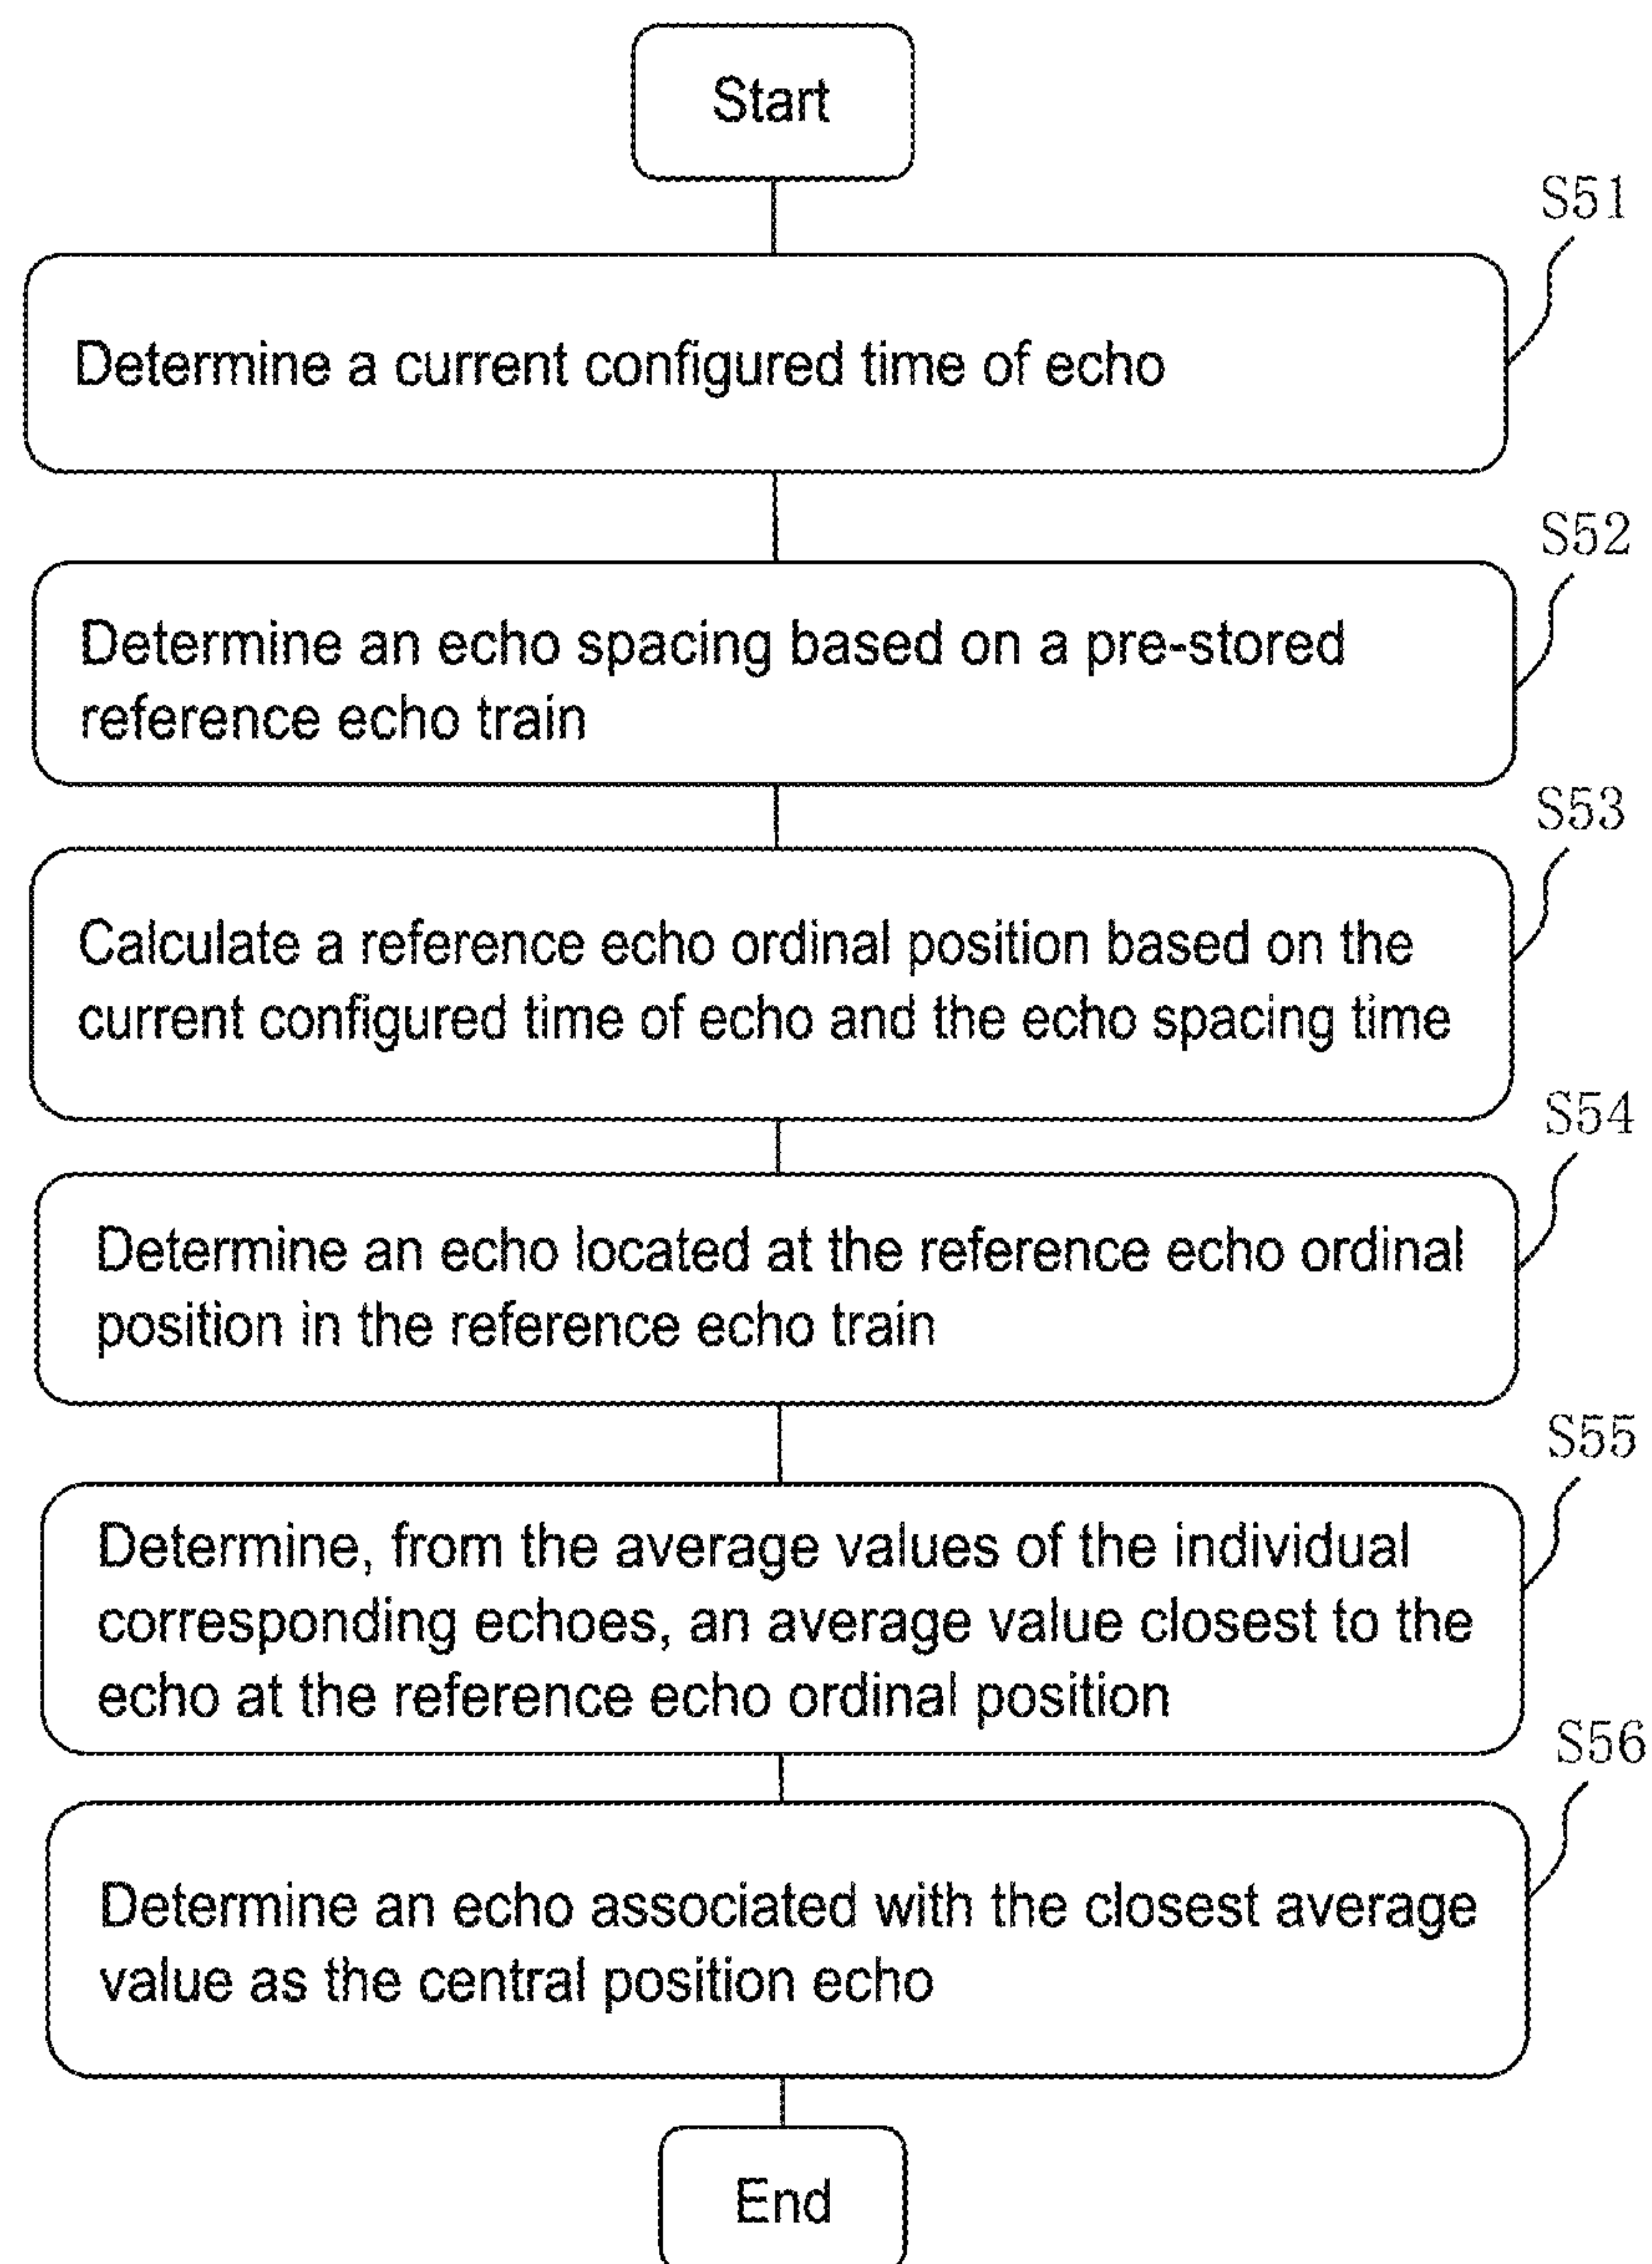 Start
S51
Determine a current configured time of echo
S52
Determine an echo spacing based on a pre-stored
reference echo train
S53
Calculate a reference echo ordinal position based on the
current configured time of echo and the echo spacing time
S54
Determine an echo located at the reference echo ordinal
position in the reference echo train
S55
Determine, from the average values of the individual
corresponding echoes, an average value closest to the
echo at the reference echo ordinal position
S56
Determine an echo associated with the closest average
value as the central position echo
End